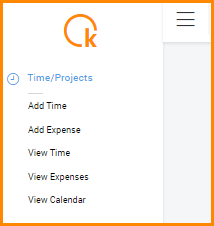 k
Time/Projects
Add Time
Add Expense
View Time
View Expenses
View Calendar